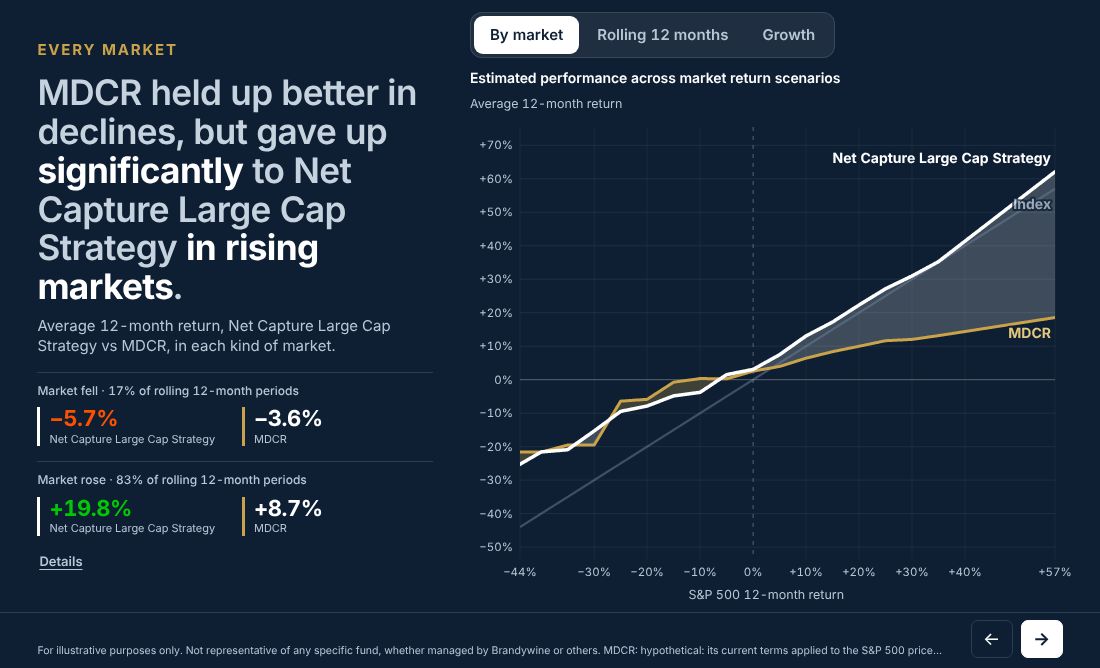 EVERY MARKET
MDCR held up better in
declines, but gave up
significantly to Net
Capture Large Cap
Strategy in rising
markets.
Average 12-month return, Net Capture Large Cap
Strategy vs MDCR, in each kind of market.
Market fell · 17% of rolling 12-month periods
−5.7%
Net Capture Large Cap Strategy
−3.6%
MDCR
Market rose · 83% of rolling 12-month periods
+19.8%
Net Capture Large Cap Strategy
+8.7%
MDCR
Details
By market
Rolling 12 months
Growth
Estimated performance across market return scenarios
Average 12-month return
+70%
+60%
+50%
+40%
+30%
+20%
+10%
0%
−10%
−20%
−30%
−40%
−50%
Net Capture Large Cap Strategy
Index
MDCR
−44% −30% −20% −10% 0% +10% +20% +30% +40% +57%
S&P 500 12-month return
For illustrative purposes only. Not representative of any specific fund, whether managed by Brandywine or others. MDCR: hypothetical: its current terms applied to the S&P 500 price...
← →